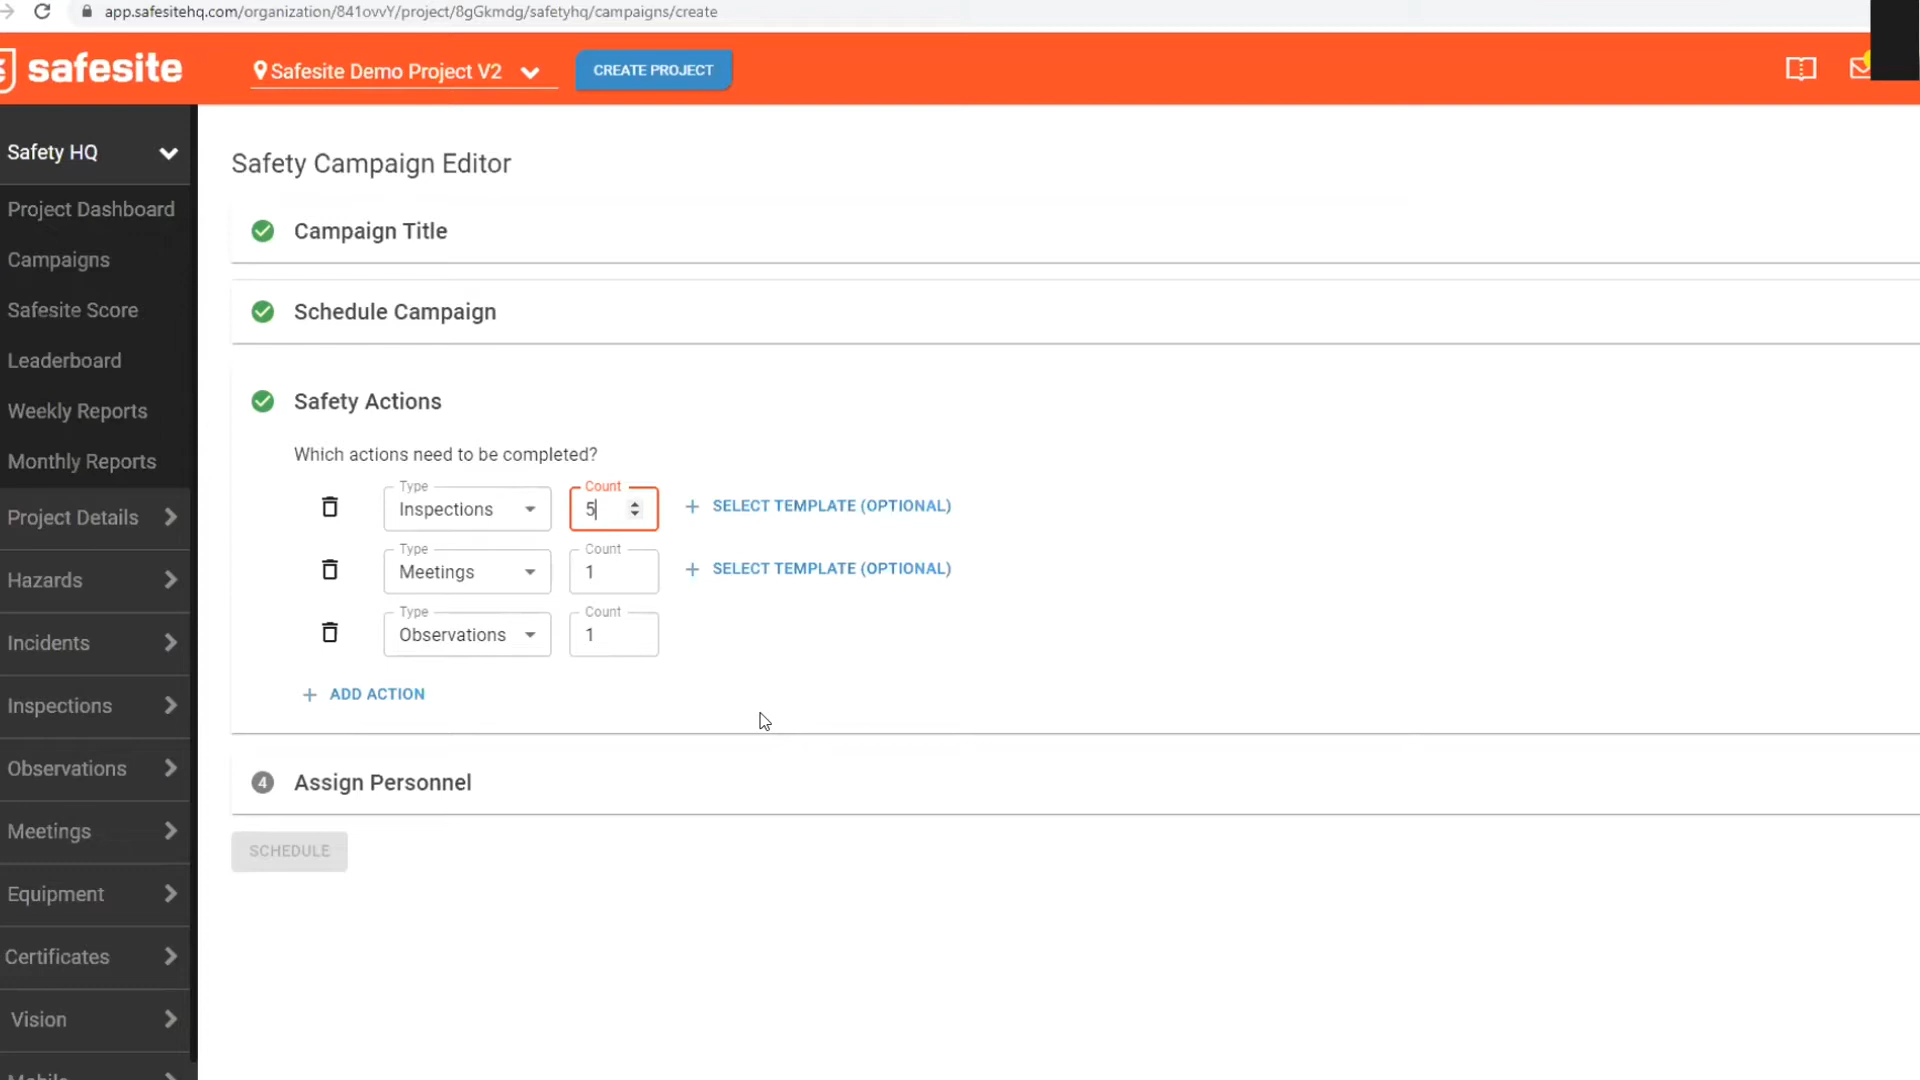 app.safesitehq.com/organization/841ovvY/project/8gGkmdg/safetyhq/campaigns/create
safesite
Safesite Demo Project V2
CREATE PROJECT
Safety HQ
Project Dashboard
Campaigns
Safesite Score
Leaderboard
Weekly Reports
Monthly Reports
Project Details
Hazards
Incidents
Inspections
Observations
Meetings
Equipment
Certificates
Vision
Mobile
Safety Campaign Editor
Campaign Title
Schedule Campaign
Safety Actions
Which actions need to be completed?
Type
Inspections
Count
5
+ SELECT TEMPLATE (OPTIONAL)
Type
Meetings
Count
1
+ SELECT TEMPLATE (OPTIONAL)
Type
Observations
Count
1
+ ADD ACTION
4 Assign Personnel
SCHEDULE